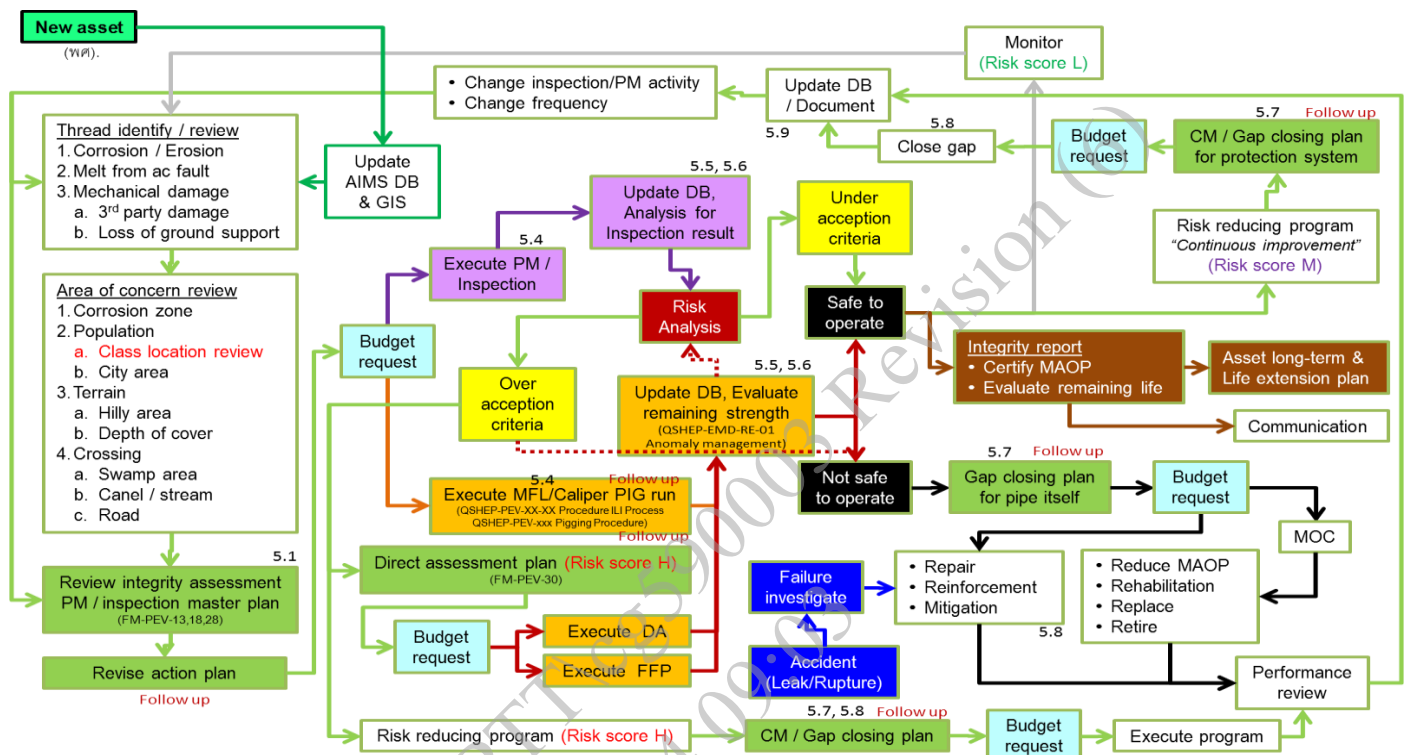 New asset
(พศ).
Monitor
(Risk score L)
• Change inspection/PM activity
• Change frequency
Update DB
/ Document
5.9
5.8
Close gap
Budget
request
5.7
Follow up
CM / Gap closing plan
for protection system
Thread identify / review
1. Corrosion / Erosion
2. Melt from ac fault
3. Mechanical damage
a. 3rd party damage
b. Loss of ground support
Update
AIMS DB
& GIS
5.5, 5.6
Update DB,
Analysis for
Inspection result
Under
acception
criteria
Risk reducing program
“Continuous improvement”
(Risk score M)
5.4
Execute PM /
Inspection
Area of concern review
1. Corrosion zone
2. Population
a. Class location review
b. City area
3. Terrain
a. Hilly area
b. Depth of cover
4. Crossing
a. Swamp area
b. Canel / stream
c. Road
Budget
request
Risk
Analysis
Safe to
operate
Integrity report
• Certify MAOP
• Evaluate remaining life
Asset long-term &
Life extension plan
Communication
Over
acception
criteria
5.5, 5.6
Update DB, Evaluate
remaining strength
(QSHEP-EMD-RE-01
Anomaly management)
Not safe
to operate
5.7
Follow up
Gap closing plan
for pipe itself
Budget
request
MOC
5.4
Follow up
Execute MFL/Caliper PIG run
(QSHEP-PEV-XX-XX Procedure ILI Process
QSHEP-PEV-xxx Pigging Procedure)
Follow up
Direct assessment plan (Risk score H)
(FM-PEV-30)
5.1
Review integrity assessment
PM / inspection master plan
(FM-PEV-13,18,28)
Revise action plan
Follow up
Budget
request
Execute DA
Execute FFP
Failure
investigate
Accident
(Leak/Rupture)
• Repair
• Reinforcement
• Mitigation
5.8
• Reduce MAOP
• Rehabilitation
• Replace
• Retire
Performance
review
Risk reducing program (Risk score H)
5.7, 5.8
Follow up
CM / Gap closing plan
Budget
request
Execute program
PTT\cg590003 Revision (6)
09:03